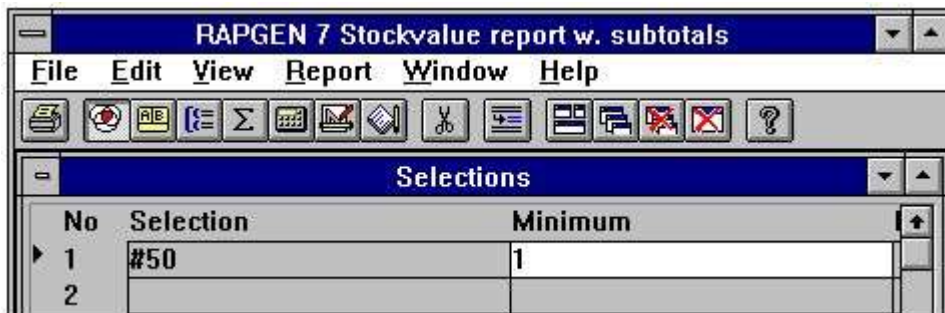 RAPGEN 7 Stockvalue report w. subtotals
File Edit View Report Window Help
Selections
No Selection Minimum
1 #50 1
2